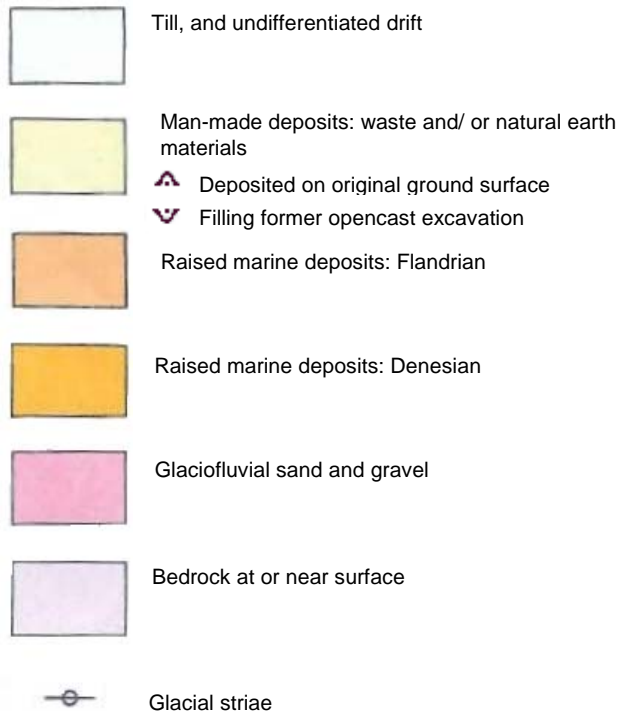 Till, and undifferentiated drift
Man-made deposits: waste and/ or natural earth
materials
Deposited on original ground surface
Filling former opencast excavation
Raised marine deposits: Flandrian
Raised marine deposits: Denesian
Glaciofluvial sand and gravel
Bedrock at or near surface
Glacial striae